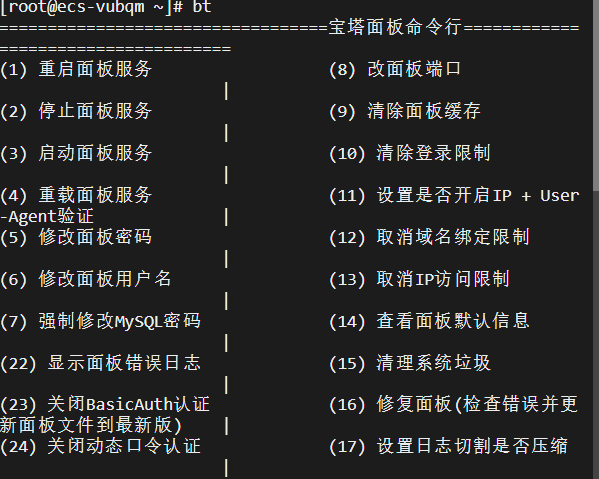 [root@ecs-vubqm ~]# bt
==================================宝塔面板命令行============
========================
(1) 重启面板服务 (8) 改面板端口
|
(2) 停止面板服务 (9) 清除面板缓存
|
(3) 启动面板服务 (10) 清除登录限制
|
(4) 重载面板服务 (11) 设置是否开启IP + User
-Agent验证 |
(5) 修改面板密码 (12) 取消域名绑定限制
|
(6) 修改面板用户名 (13) 取消IP访问限制
|
(7) 强制修改MySQL密码 (14) 查看面板默认信息
|
(22) 显示面板错误日志 (15) 清理系统垃圾
|
(23) 关闭BasicAuth认证 (16) 修复面板(检查错误并更
新面板文件到最新版) |
(24) 关闭动态口令认证 (17) 设置日志切割是否压缩
|